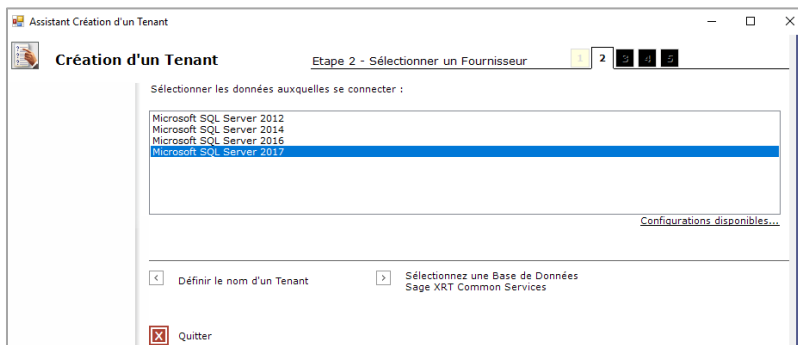 Assistant Création d'un Tenant
Création d'un Tenant
Etape 2 - Sélectionner un Fournisseur
1 2 3 4 5
Sélectionner les données auxquelles se connecter :
Microsoft SQL Server 2012
Microsoft SQL Server 2014
Microsoft SQL Server 2016
Microsoft SQL Server 2017
Configurations disponibles...
< Définir le nom d'un Tenant
> Sélectionnez une Base de Données
Sage XRT Common Services
X Quitter